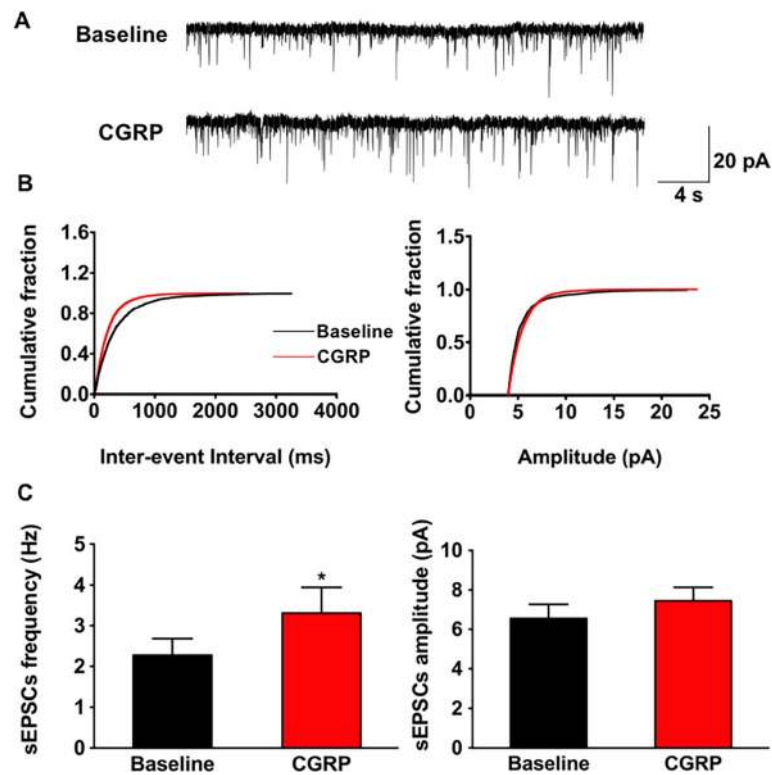 A
Baseline
CGRP
20 pA
4 s
B
Cumulative fraction
1.6
1.2
0.8
0.4
0.0
0 1000 2000 3000 4000
Inter-event Interval (ms)
Baseline
CGRP
Cumulative fraction
1.5
1.0
0.5
0.0
5 10 15 20 25
Amplitude (pA)
C
sEPSCs frequency (Hz)
5
4
3
2
1
0
*
Baseline CGRP
sEPSCs amplitude (pA)
10
8
6
4
2
0
Baseline CGRP